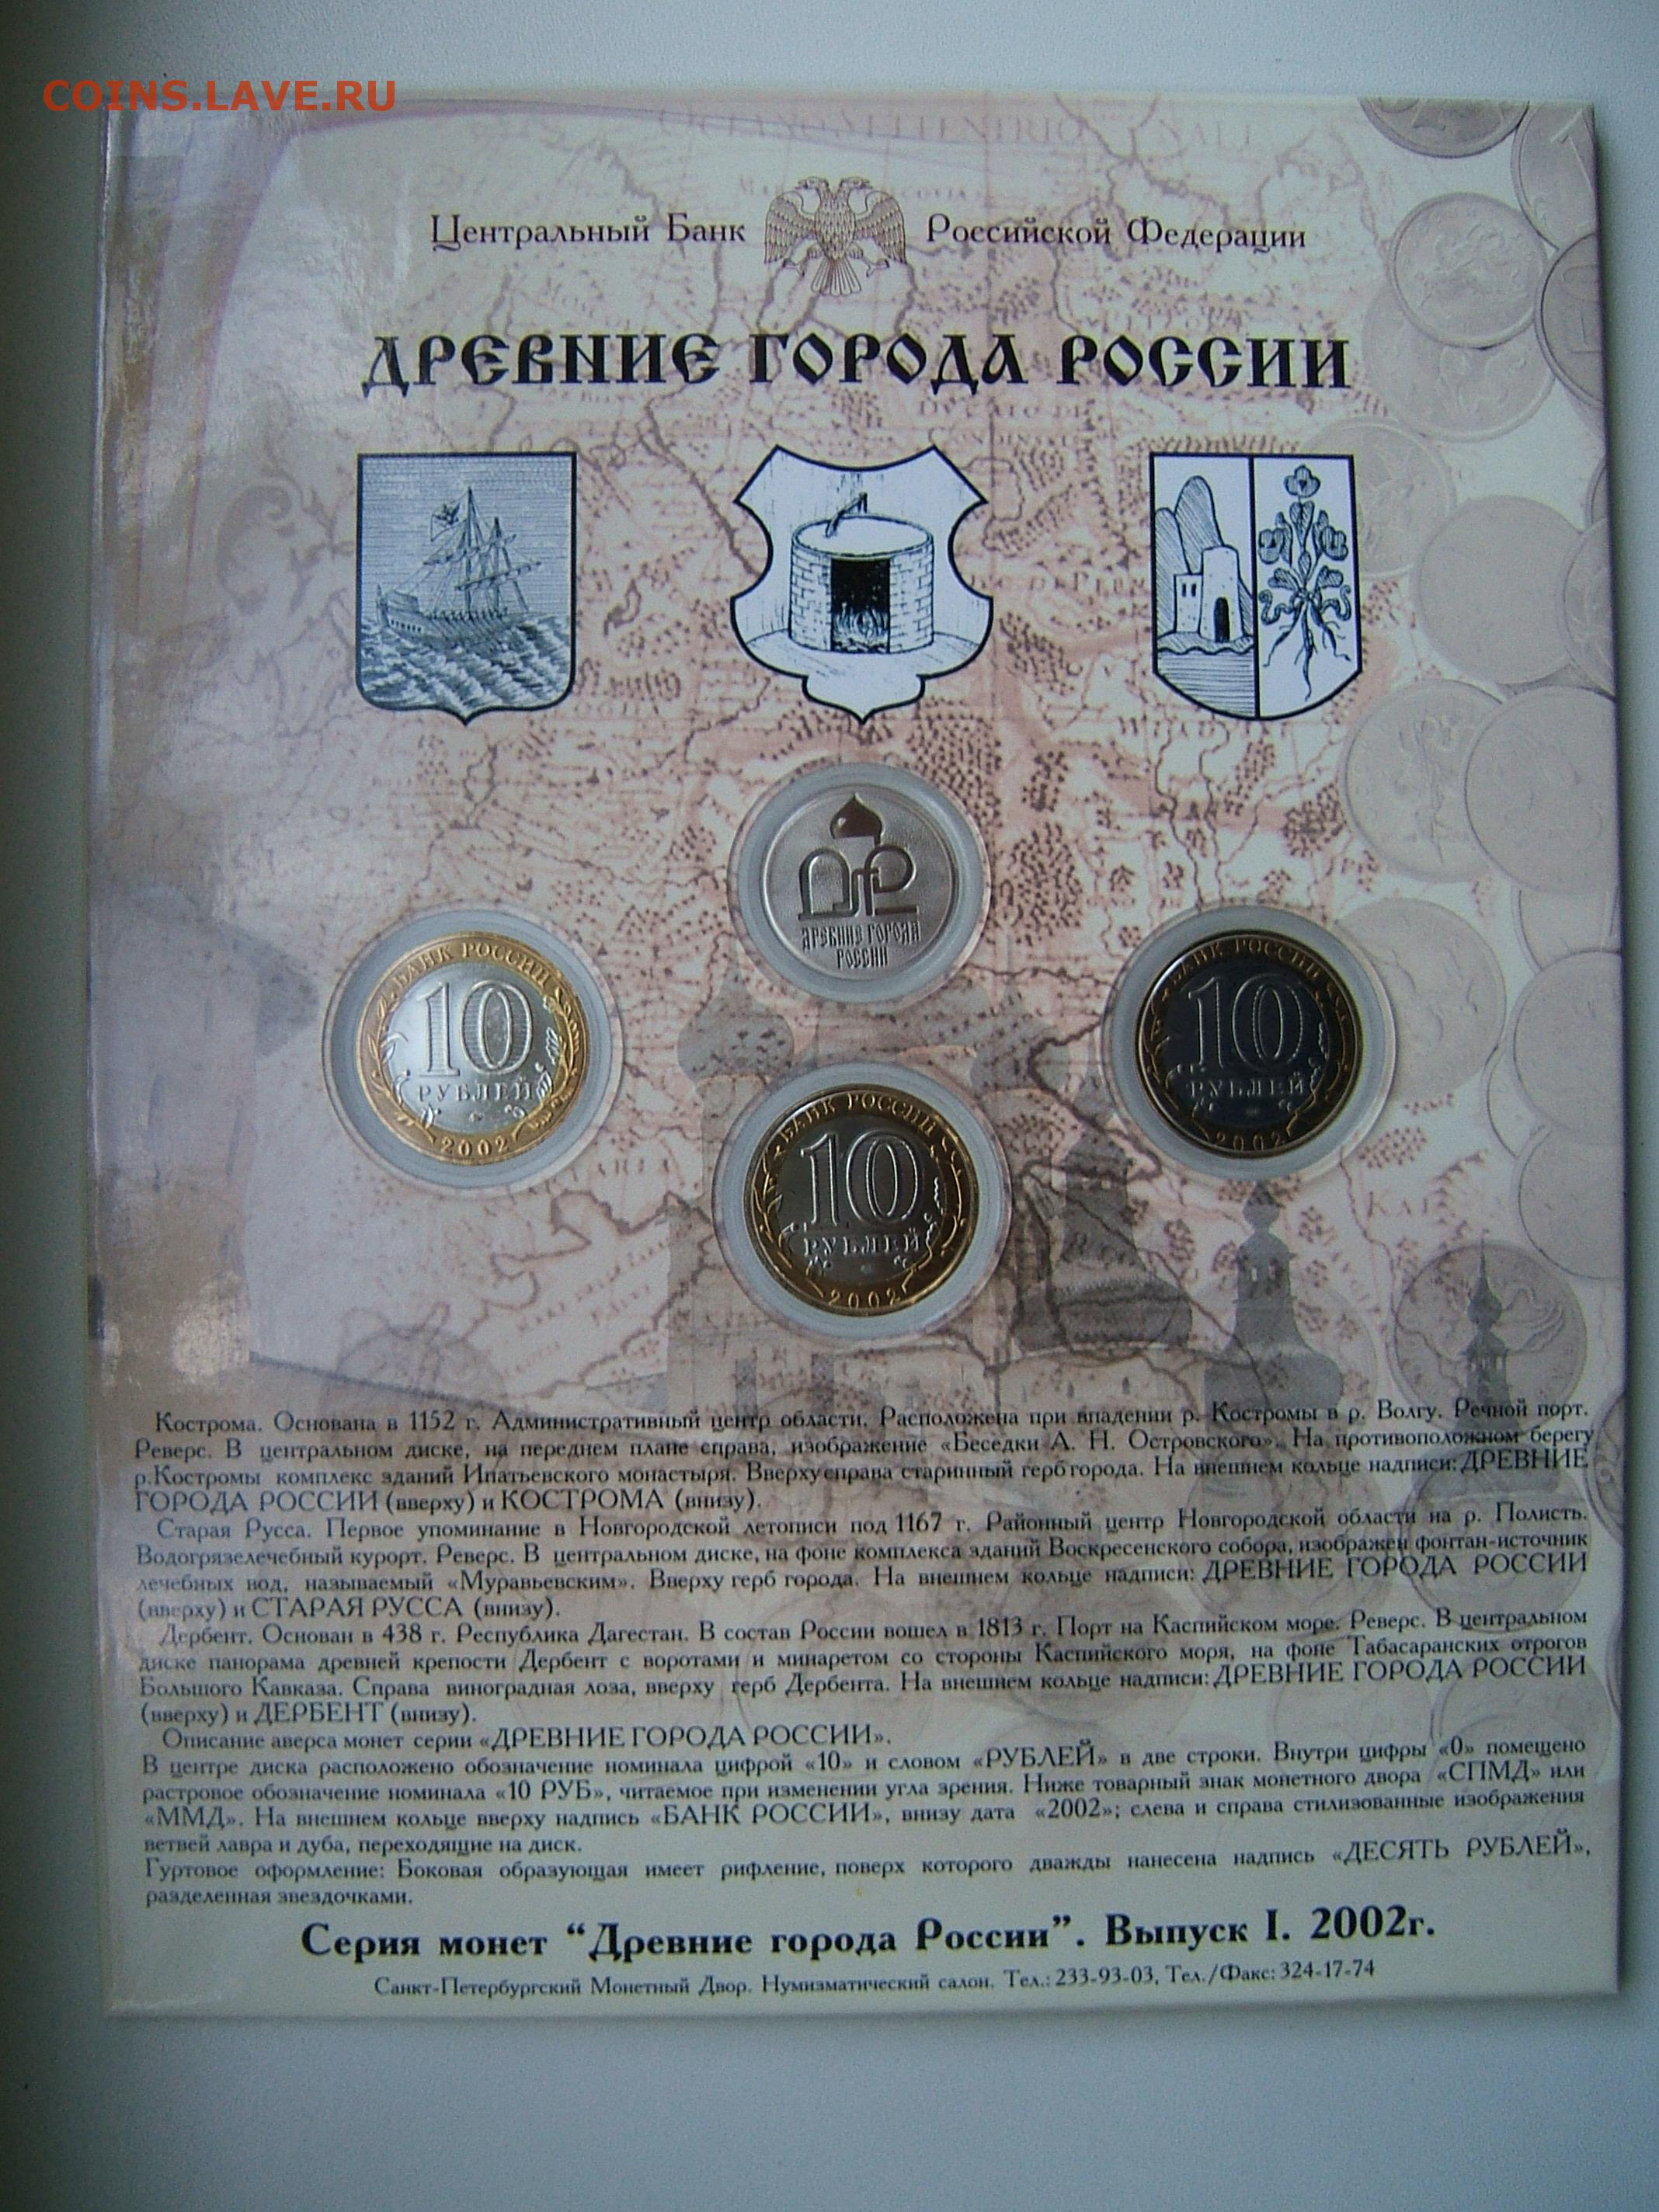 COINS.LAVE.RU
Центральный Банк Российской Федерации
ДРЕВНИЕ ГОРОДА РОССИИ
ДРЕВНИЕ ГОРОДА
РОССИИ
БАНК РОССИИ
10
РУБЛЕЙ
2002
БАНК РОССИИ
10
РУБЛЕЙ
2002
БАНК РОССИИ
10
РУБЛЕЙ
2002
Кострома. Основана в 1152 г. Административный центр области. Расположена при впадении р. Костромы в р. Волгу. Речной порт.
Реверс. В центральном диске, на переднем плане справа, изображение «Беседки А. Н. Островского». На противоположном берегу
р.Костромы комплекс зданий Ипатьевского монастыря. Вверху справа старинный герб города. На внешнем кольце надписи: ДРЕВНИЕ
ГОРОДА РОССИИ (вверху) и КОСТРОМА (внизу).
Старая Русса. Первое упоминание в Новгородской летописи под 1167 г. Районный центр Новгородской области на р. Полисть.
Водогрязелечебный курорт. Реверс. В центральном диске, на фоне комплекса зданий Воскресенского собора, изображен фонтан-источник
лечебных вод, называемый «Муравьевским». Вверху герб города. На внешнем кольце надписи: ДРЕВНИЕ ГОРОДА РОССИИ
(вверху) и СТАРАЯ РУССА (внизу).
Дербент. Основан в 438 г. Республика Дагестан. В состав России вошел в 1813 г. Порт на Каспийском море. Реверс. В центральном
диске панорама древней крепости Дербент с воротами и минаретом со стороны Каспийского моря, на фоне Табасаранских отрогов
Большого Кавказа. Справа виноградная лоза, вверху герб Дербента. На внешнем кольце надписи: ДРЕВНИЕ ГОРОДА РОССИИ
(вверху) и ДЕРБЕНТ (внизу).
Описание аверса монет серии «ДРЕВНИЕ ГОРОДА РОССИИ».
В центре диска расположено обозначение номинала цифрой «10» и словом «РУБЛЕЙ» в две строки. Внутри цифры «0» помещено
растровое обозначение номинала «10 РУБ», читаемое при изменении угла зрения. Ниже товарный знак монетного двора «СПМД» или
«ММД». На внешнем кольце вверху надпись «БАНК РОССИИ», внизу дата «2002»; слева и справа стилизованные изображения
ветвей лавра и дуба, переходящие на диск.
Гуртовое оформление: Боковая образующая имеет рифление, поверх которого дважды нанесена надпись «ДЕСЯТЬ РУБЛЕЙ»,
разделенная звездочками.
Серия монет “Древние города России”. Выпуск I. 2002г.
Санкт-Петербургский Монетный Двор. Нумизматический салон. Тел.: 233-93-03, Тел./Факс: 324-17-74